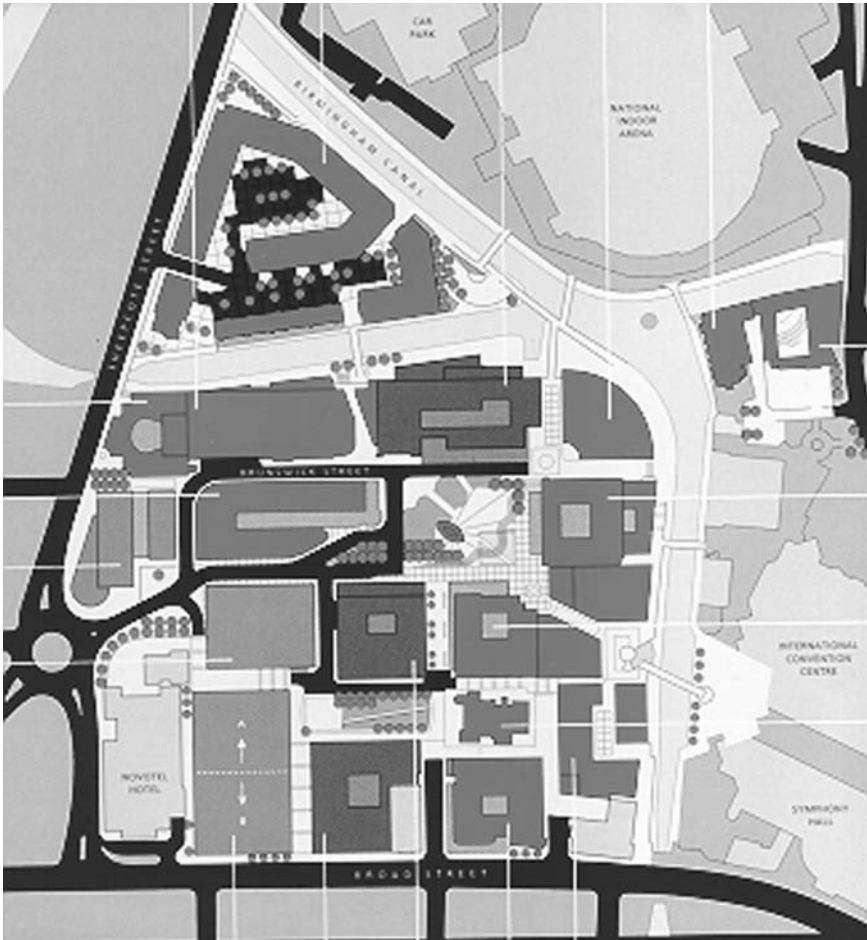 CAR
PARK
BIRMINGHAM CANAL
NATIONAL
INDOOR
ARENA
SHEEPCOTE STREET
BRUNSWICK STREET
INTERNATIONAL
CONVENTION
CENTRE
A
B
NOVOTEL
HOTEL
SYMPHONY
HALL
BROAD STREET